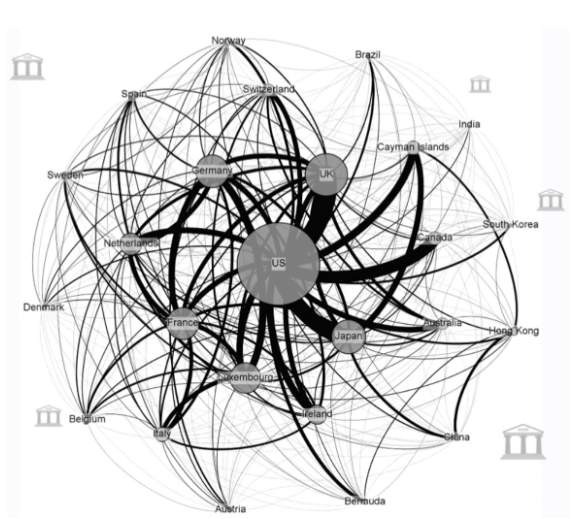 Norway
Brazil
Spain
Switzerland
India
Cayman Islands
Germany
UK
Sweden
South Korea
Canada
Netherlands
US
Denmark
France
Australia
Hong Kong
Japan
Luxembourg
Ireland
Belgium
Italy
China
Bermuda
Austria